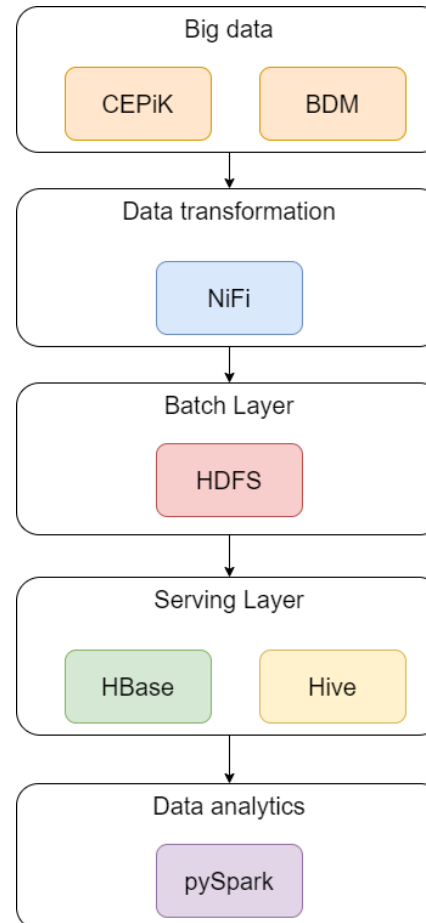 Big data
CEPiK BDM
Data transformation
NiFi
Batch Layer
HDFS
Serving Layer
HBase Hive
Data analytics
pySpark